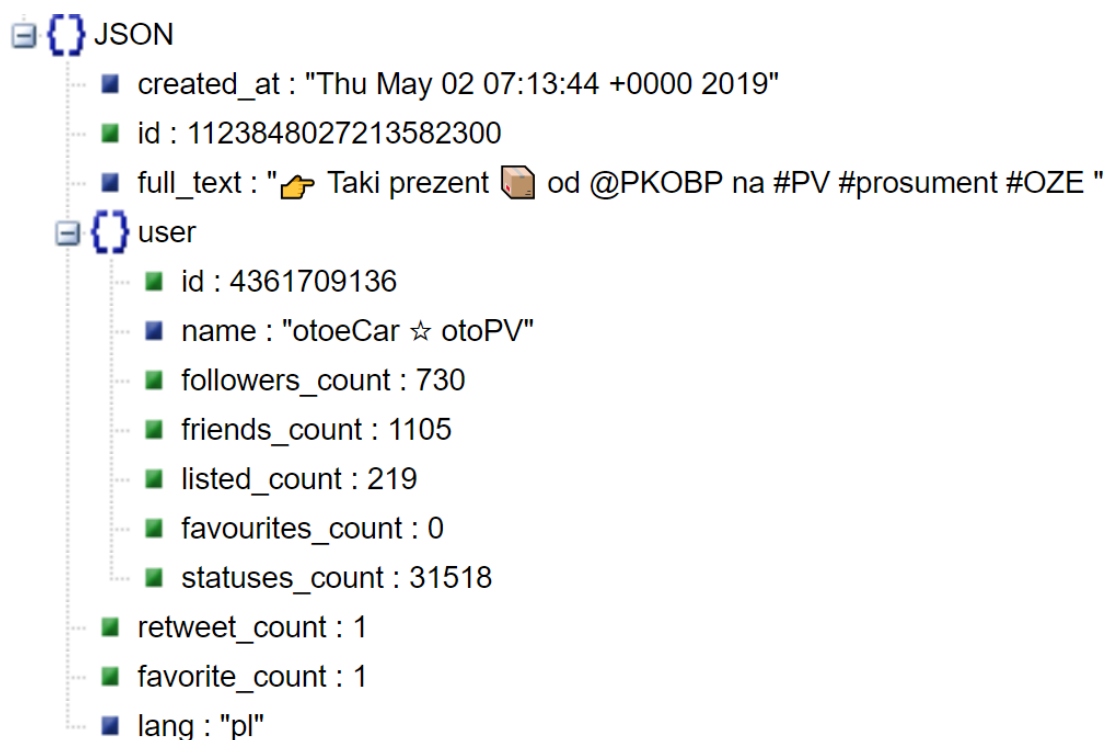 JSON
created_at : "Thu May 02 07:13:44 +0000 2019"
id : 1123848027213582300
full_text : "👉 Taki prezent 📦 od @PKOBP na #PV #prosument #OZE "
user
id : 4361709136
name : "otoeCar ☆ otoPV"
followers_count : 730
friends_count : 1105
listed_count : 219
favourites_count : 0
statuses_count : 31518
retweet_count : 1
favorite_count : 1
lang : "pl"